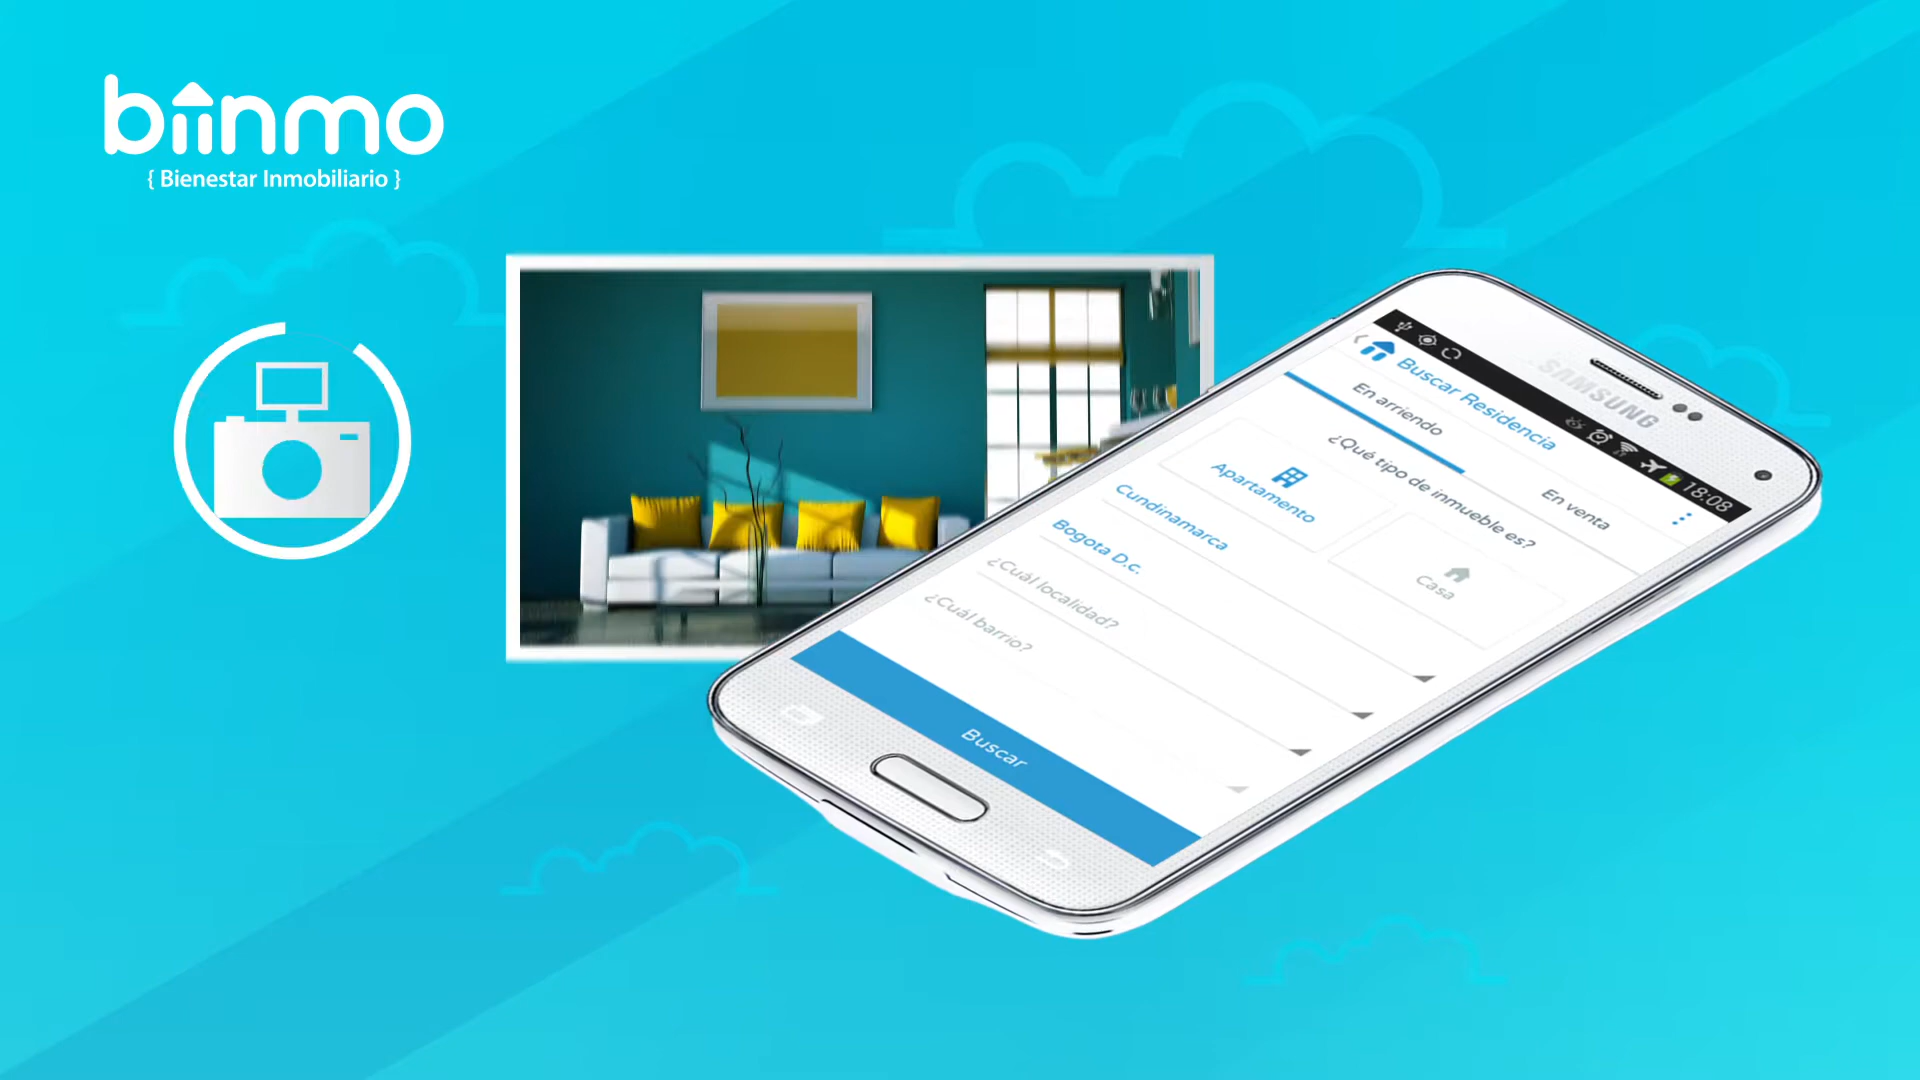 biinmo
{ Bienestar Inmobiliario }
SAMSUNG
18:08
Buscar Residencia
En arriendo
En venta
¿Qué tipo de inmueble es?
Apartamento
Casa
Cundinamarca
Bogota D.c.
¿Cuál localidad?
¿Cuál barrio?
Buscar